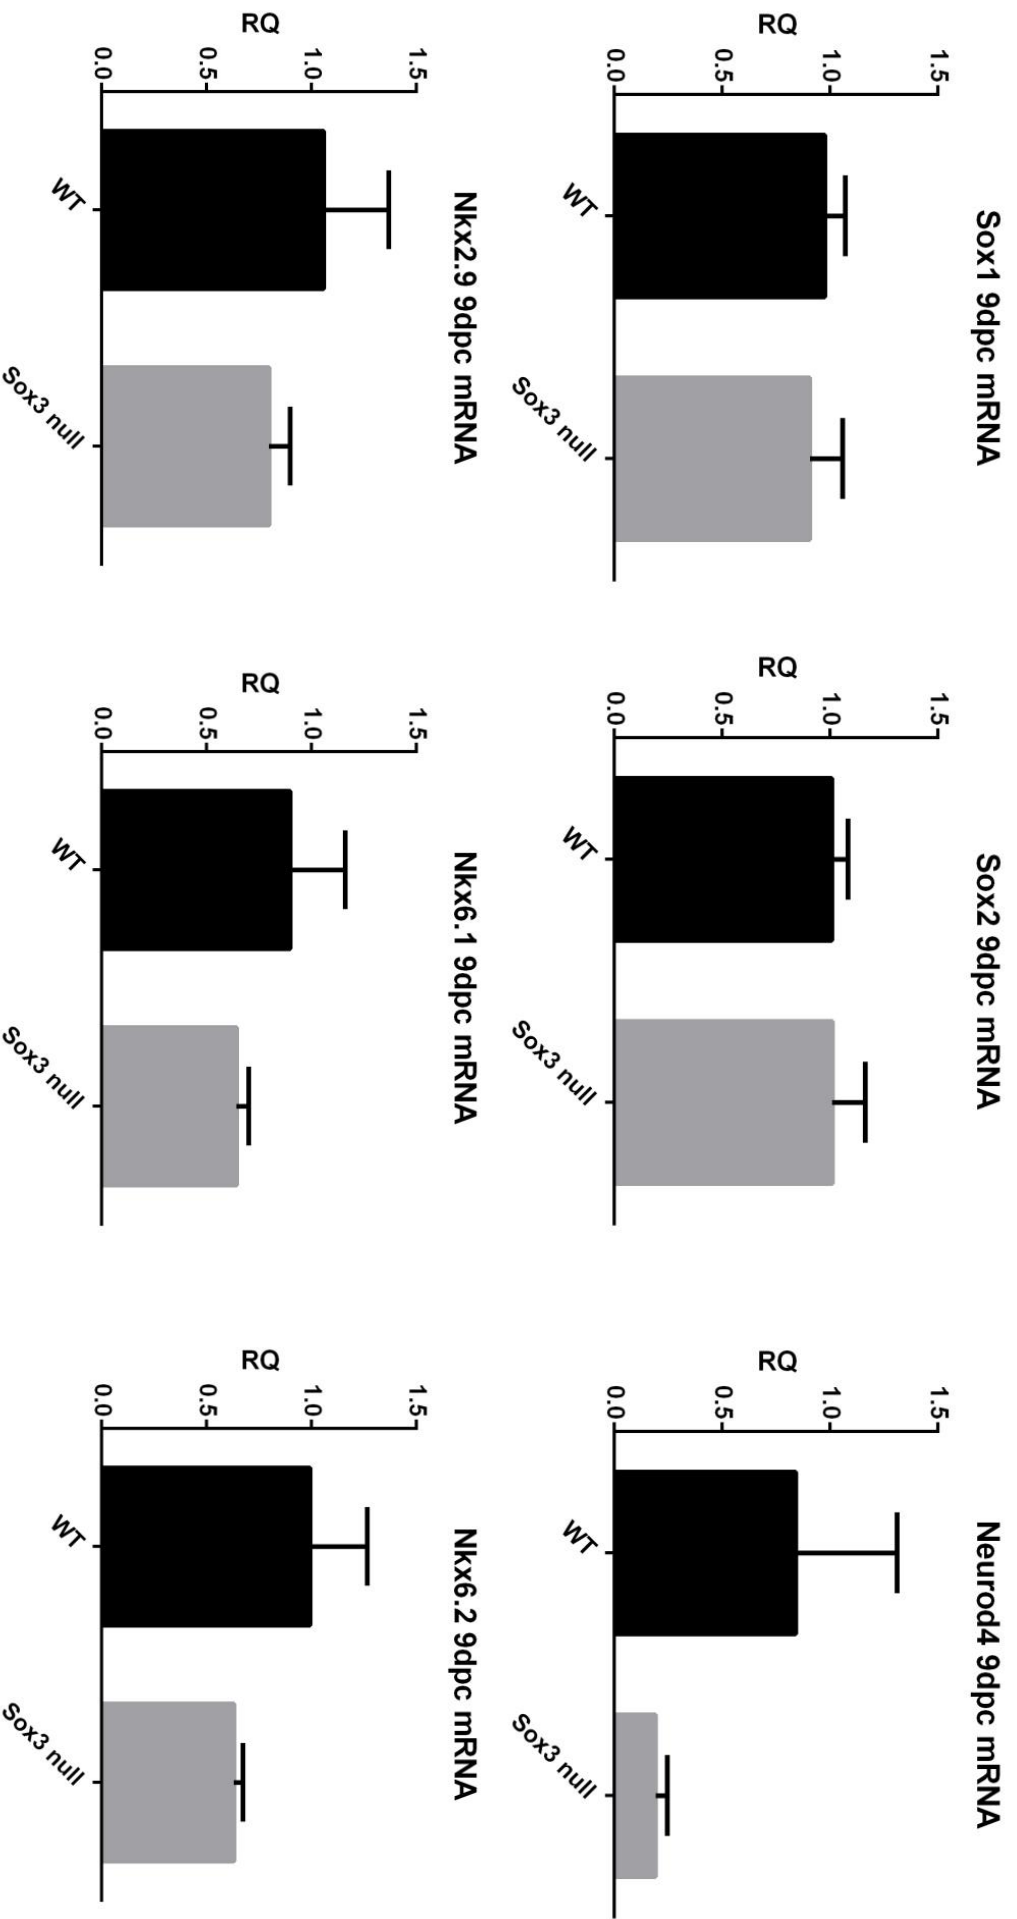 Sox1 9dpc mRNA
RQ
1.5
1.0
0.5
0.0
WT
Sox3 null
Sox2 9dpc mRNA
RQ
1.5
1.0
0.5
0.0
WT
Sox3 null
Neurod4 9dpc mRNA
RQ
1.5
1.0
0.5
0.0
WT
Sox3 null
Nkx2.9 9dpc mRNA
RQ
1.5
1.0
0.5
0.0
WT
Sox3 null
Nkx6.1 9dpc mRNA
RQ
1.5
1.0
0.5
0.0
WT
Sox3 null
Nkx6.2 9dpc mRNA
RQ
1.5
1.0
0.5
0.0
WT
Sox3 null